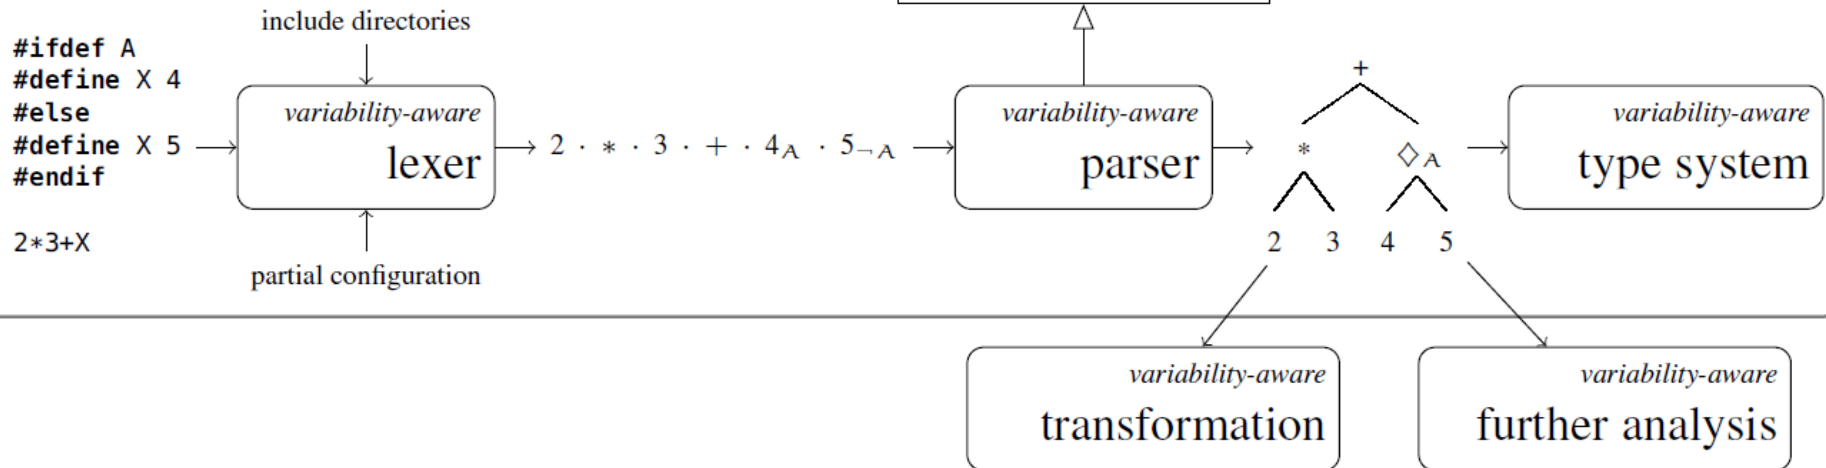 include directories
#ifdef A
#define X 4
#else
#define X 5
#endif
2*3+X
variability-aware
lexer
partial configuration
2 · * · 3 · + · 4A · 5¬A
variability-aware
parser
+
* ◇A
2 3 4 5
variability-aware
type system
variability-aware
transformation
variability-aware
further analysis